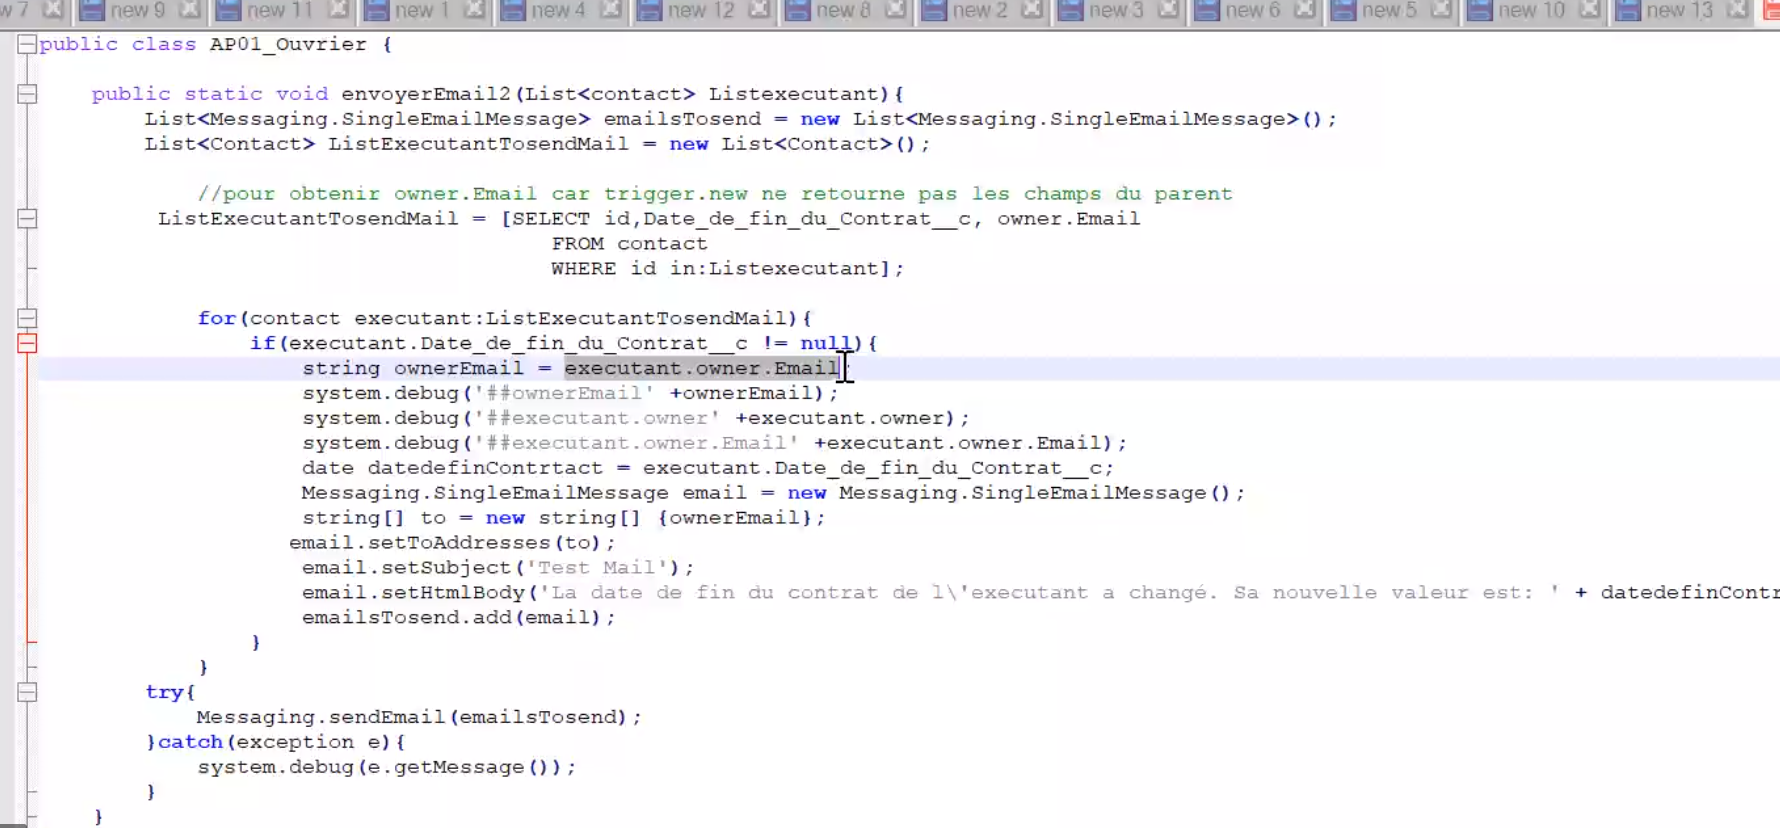 w 7 new 9 new 11 new 1 new 4 new 12 new 8 new 2 new 3 new 6 new 5 new 10 new 13
public class AP01_Ouvrier {
public static void envoyerEmail2(List<contact> Listexecutant){
List<Messaging.SingleEmailMessage> emailsTosend = new List<Messaging.SingleEmailMessage>();
List<Contact> ListExecutantTosendMail = new List<Contact>();
//pour obtenir owner.Email car trigger.new ne retourne pas les champs du parent
ListExecutantTosendMail = [SELECT id,Date_de_fin_du_Contrat__c, owner.Email
FROM contact
WHERE id in:Listexecutant];
for(contact executant:ListExecutantTosendMail){
if(executant.Date_de_fin_du_Contrat__c != null){
string ownerEmail = executant.owner.Email;
system.debug('##ownerEmail' +ownerEmail);
system.debug('##executant.owner' +executant.owner);
system.debug('##executant.owner.Email' +executant.owner.Email);
date datedefinContrtact = executant.Date_de_fin_du_Contrat__c;
Messaging.SingleEmailMessage email = new Messaging.SingleEmailMessage();
string[] to = new string[] {ownerEmail};
email.setToAddresses(to);
email.setSubject('Test Mail');
email.setHtmlBody('La date de fin du contrat de l\'executant a changé. Sa nouvelle valeur est: ' + datedefinContr
emailsTosend.add(email);
}
}
try{
Messaging.sendEmail(emailsTosend);
}catch(exception e){
system.debug(e.getMessage());
}
}